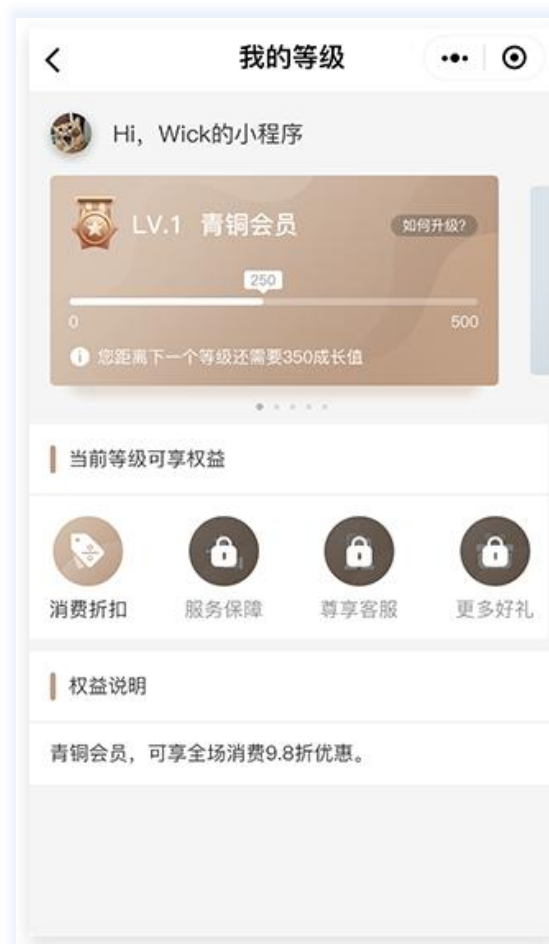 我的等级
Hi，Wick的小程序
LV.1 青铜会员
如何升级?
250
0
500
您距离下一个等级还需要350成长值
当前等级可享权益
消费折扣
服务保障
尊享客服
更多好礼
权益说明
青铜会员，可享全场消费9.8折优惠。